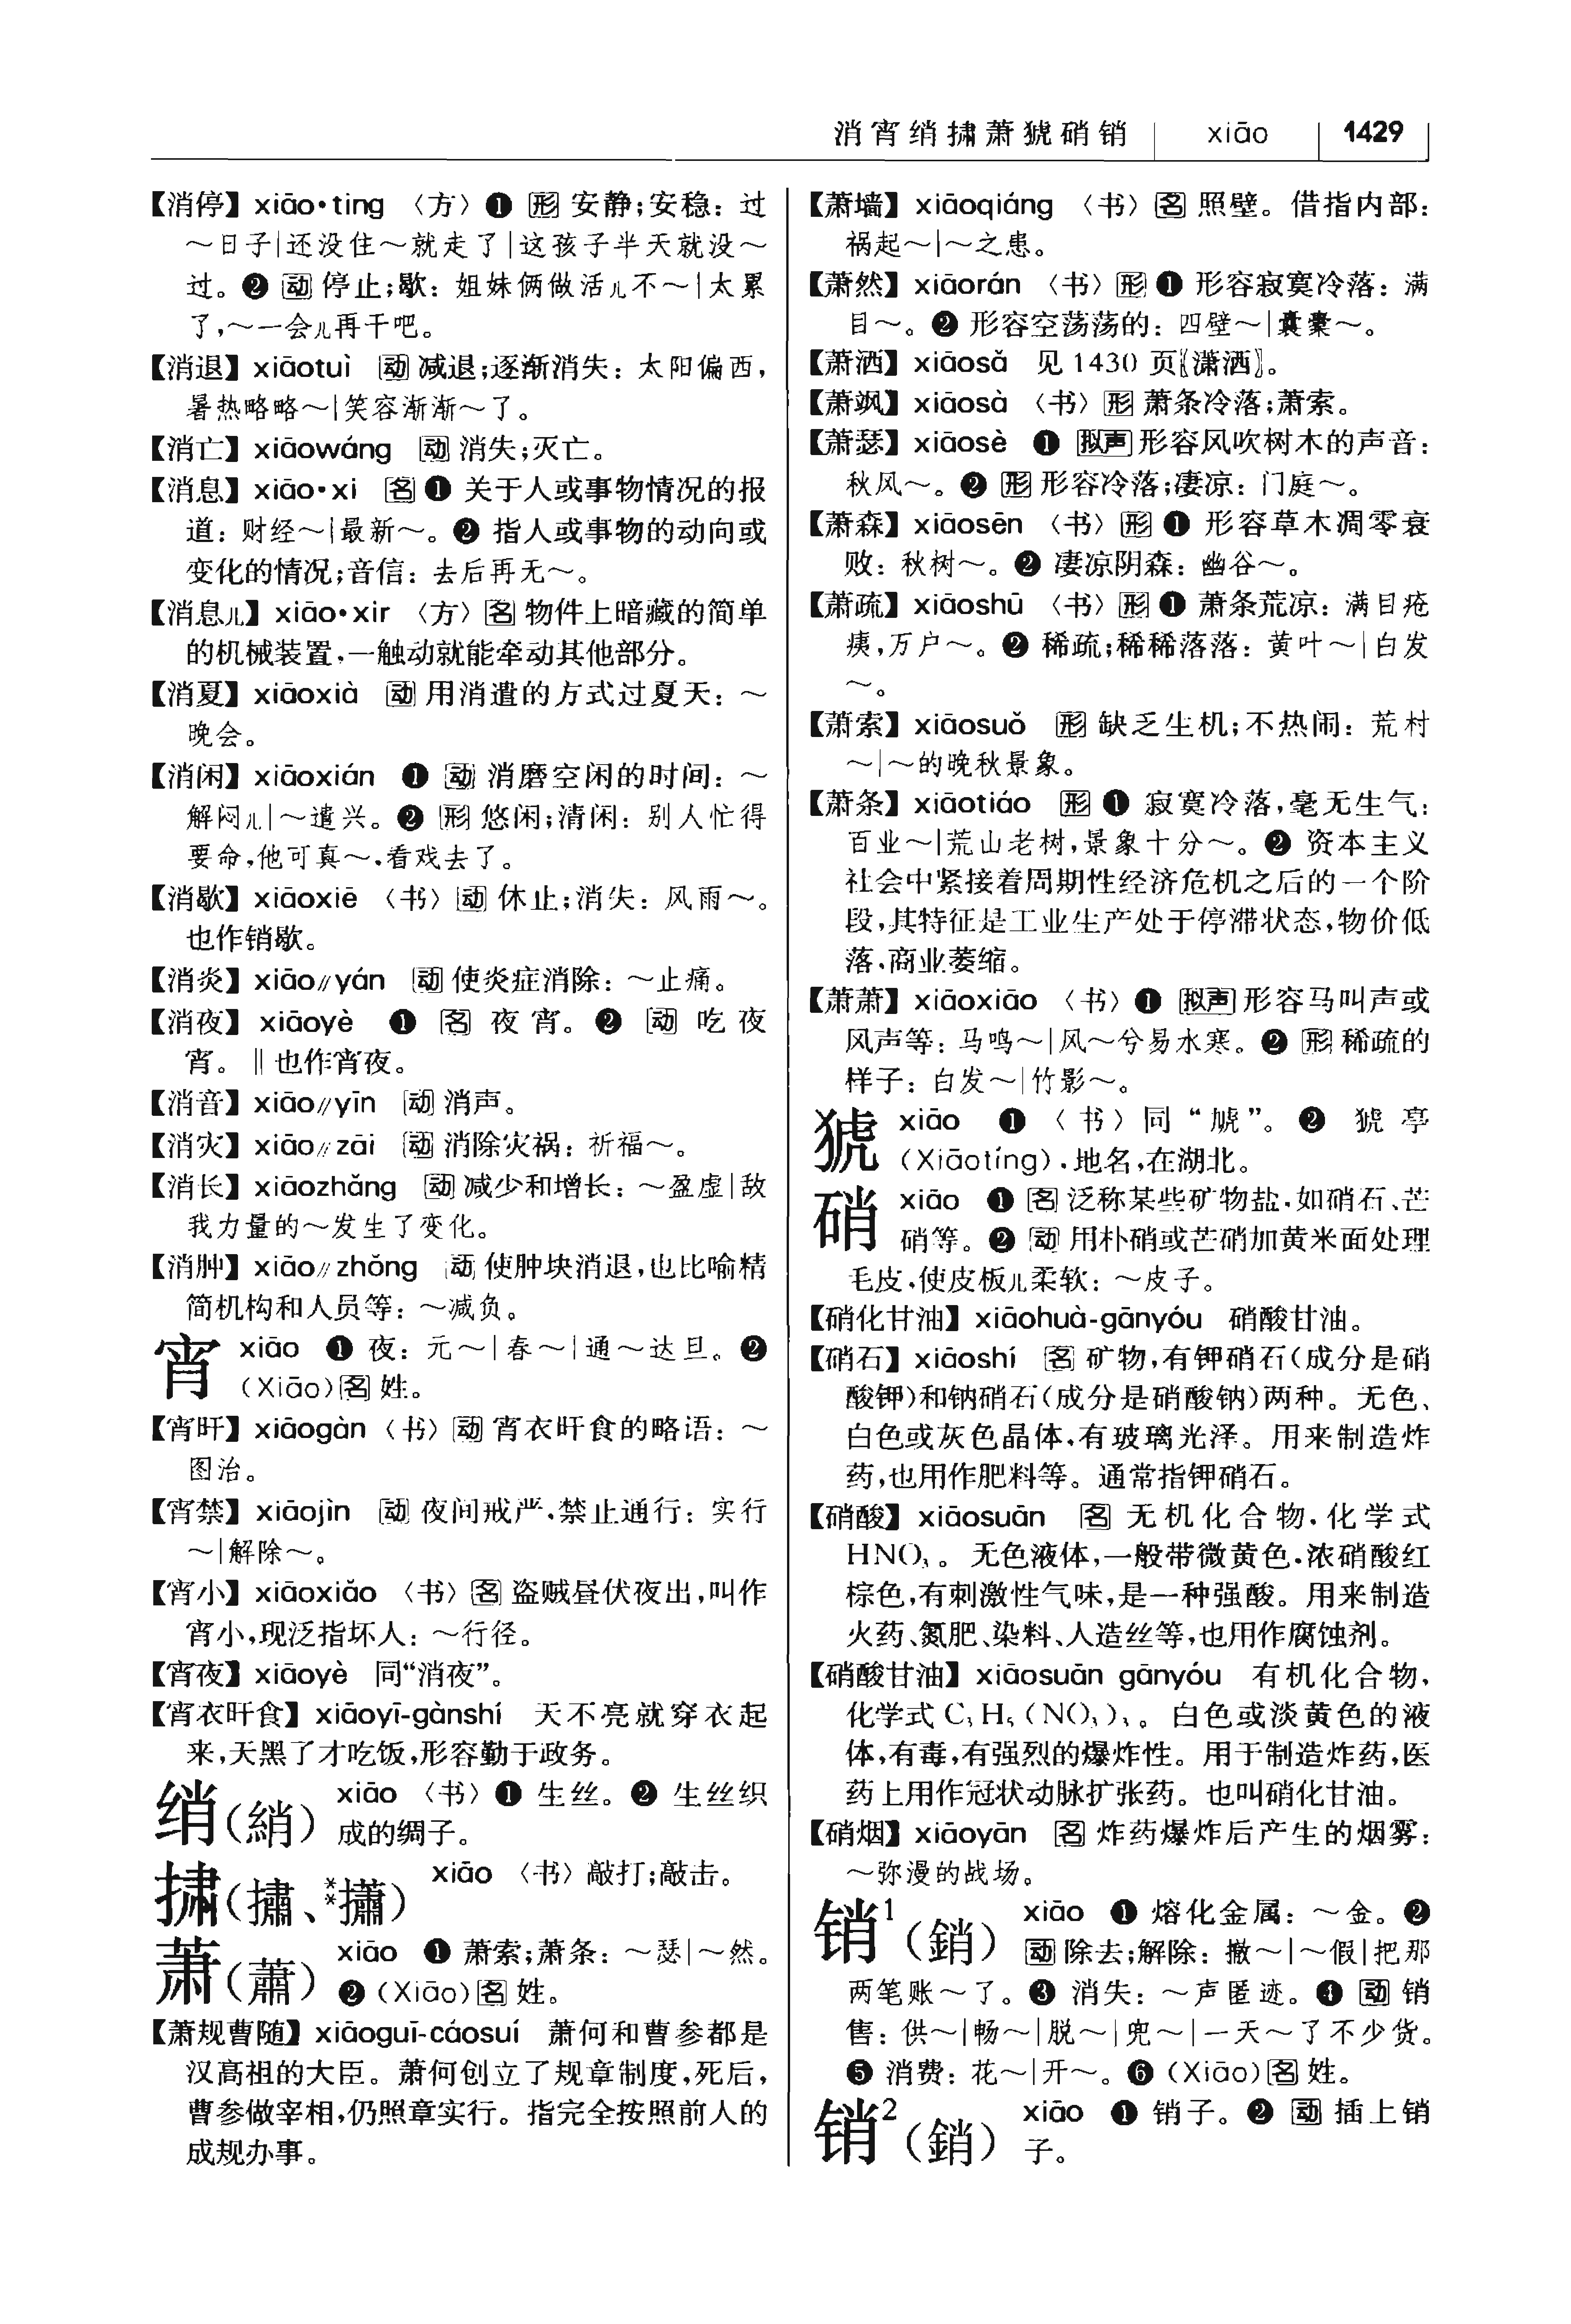 消宵绡𢭪萧猇硝销 xiāo 1429
【消停】xiāo·ting 〈方〉❶ 形 安静;安稳：过
～日子|还没住～就走了|这孩子半天就没～
过。❷ 动 停止;歇：姐妹俩做活儿不～|太累
了,～一会儿再干吧。
【消退】xiāotuì 动 减退;逐渐消失：太阳偏西,
暑热略略～|笑容渐渐～了。
【消亡】xiāowáng 动 消失;灭亡。
【消息】xiāo·xi 名 ❶ 关于人或事物情况的报
道：财经～|最新～。❷ 指人或事物的动向或
变化的情况;音信：去后再无～。
【消息儿】xiāo·xir 〈方〉 名 物件上暗藏的简单
的机械装置,一触动就能牵动其他部分。
【消夏】xiāoxià 动 用消遣的方式过夏天：～
晚会。
【消闲】xiāoxián ❶ 动 消磨空闲的时间：～
解闷儿|～遣兴。❷ 形 悠闲;清闲：别人忙得
要命,他可真～,看戏去了。
【消歇】xiāoxiē 〈书〉 动 休止;消失：风雨～。
也作销歇。
【消炎】xiāo//yán 动 使炎症消除：～止痛。
【消夜】xiāoyè ❶ 名 夜宵。❷ 动 吃夜
宵。‖也作宵夜。
【消音】xiāo//yīn 动 消声。
【消灾】xiāo//zāi 动 消除灾祸：祈福～。
【消长】xiāozhǎng 动 减少和增长：～盈虚|敌
我力量的～发生了变化。
【消肿】xiāo//zhǒng 动 使肿块消退,也比喻精
简机构和人员等：～减负。
宵 xiāo ❶ 夜：元～|春～|通～达旦。❷
（Xiāo） 名 姓。
【宵旰】xiāogàn 〈书〉 动 宵衣旰食的略语：～
图治。
【宵禁】xiāojìn 动 夜间戒严,禁止通行：实行
～|解除～。
【宵小】xiāoxiǎo 〈书〉 名 盗贼昼伏夜出,叫作
宵小,现泛指坏人：～行径。
【宵夜】xiāoyè 同“消夜”。
【宵衣旰食】xiāoyī-gànshí 天不亮就穿衣起
来,天黑了才吃饭,形容勤于政务。
绡（綃） xiāo 〈书〉❶ 生丝。❷ 生丝织
成的绸子。
𢭪（㩋、**𢹎） xiāo 〈书〉敲打;敲击。
萧（蕭） xiāo ❶ 萧索;萧条：～瑟|～然。
❷（Xiāo） 名 姓。
【萧规曹随】xiāoguī-cáosuí 萧何和曹参都是
汉高祖的大臣。萧何创立了规章制度,死后,
曹参做宰相,仍照章实行。指完全按照前人的
成规办事。
【萧墙】xiāoqiáng 〈书〉 名 照壁。借指内部：
祸起～|～之患。
【萧然】xiāorán 〈书〉 形 ❶ 形容寂寞冷落：满
目～。❷ 形容空荡荡的：四壁～|囊橐～。
【萧洒】xiāosǎ 见1430页〖潇洒〗。
【萧飒】xiāosà 〈书〉 形 萧条冷落;萧索。
【萧瑟】xiāosè ❶ 拟声 形容风吹树木的声音：
秋风～。❷ 形 形容冷落;凄凉：门庭～。
【萧森】xiāosēn 〈书〉 形 ❶ 形容草木凋零衰
败：秋树～。❷ 凄凉阴森：幽谷～。
【萧疏】xiāoshū 〈书〉 形 ❶ 萧条荒凉：满目疮
痍,万户～。❷ 稀疏;稀稀落落：黄叶～|白发
～。
【萧索】xiāosuǒ 形 缺乏生机;不热闹：荒村
～|～的晚秋景象。
【萧条】xiāotiáo 形 ❶ 寂寞冷落,毫无生气：
百业～|荒山老树,景象十分～。❷ 资本主义
社会中紧接着周期性经济危机之后的一个阶
段,其特征是工业生产处于停滞状态,物价低
落,商业萎缩。
【萧萧】xiāoxiāo 〈书〉❶ 拟声 形容马叫声或
风声等：马鸣～|风～兮易水寒。❷ 形 稀疏的
样子：白发～|竹影～。
猇 xiāo ❶ 〈书〉同“虓”。❷ 猇亭
（Xiāotíng）,地名,在湖北。
硝 xiāo ❶ 名 泛称某些矿物盐,如硝石、芒
硝等。❷ 动 用朴硝或芒硝加黄米面处理
毛皮,使皮板儿柔软：～皮子。
【硝化甘油】xiāohuà-gānyóu 硝酸甘油。
【硝石】xiāoshí 名 矿物,有钾硝石（成分是硝
酸钾）和钠硝石（成分是硝酸钠）两种。无色、
白色或灰色晶体,有玻璃光泽。用来制造炸
药,也用作肥料等。通常指钾硝石。
【硝酸】xiāosuān 名 无机化合物,化学式
HNO₃。无色液体,一般带微黄色,浓硝酸红
棕色,有刺激性气味,是一种强酸。用来制造
火药、氮肥、染料、人造丝等,也用作腐蚀剂。
【硝酸甘油】xiāosuān gānyóu 有机化合物,
化学式C₃H₅(NO₃)₃。白色或淡黄色的液
体,有毒,有强烈的爆炸性。用于制造炸药,医
药上用作冠状动脉扩张药。也叫硝化甘油。
【硝烟】xiāoyān 名 炸药爆炸后产生的烟雾：
～弥漫的战场。
销¹（銷） xiāo ❶ 熔化金属：～金。❷
动 除去;解除：撤～|～假|把那
两笔账～了。❸ 消失：～声匿迹。❹ 动 销
售：供～|畅～|脱～|兜～|一天～了不少货。
❺ 消费：花～|开～。❻（Xiāo） 名 姓。
销²（銷） xiāo ❶ 销子。❷ 动 插上销
子。